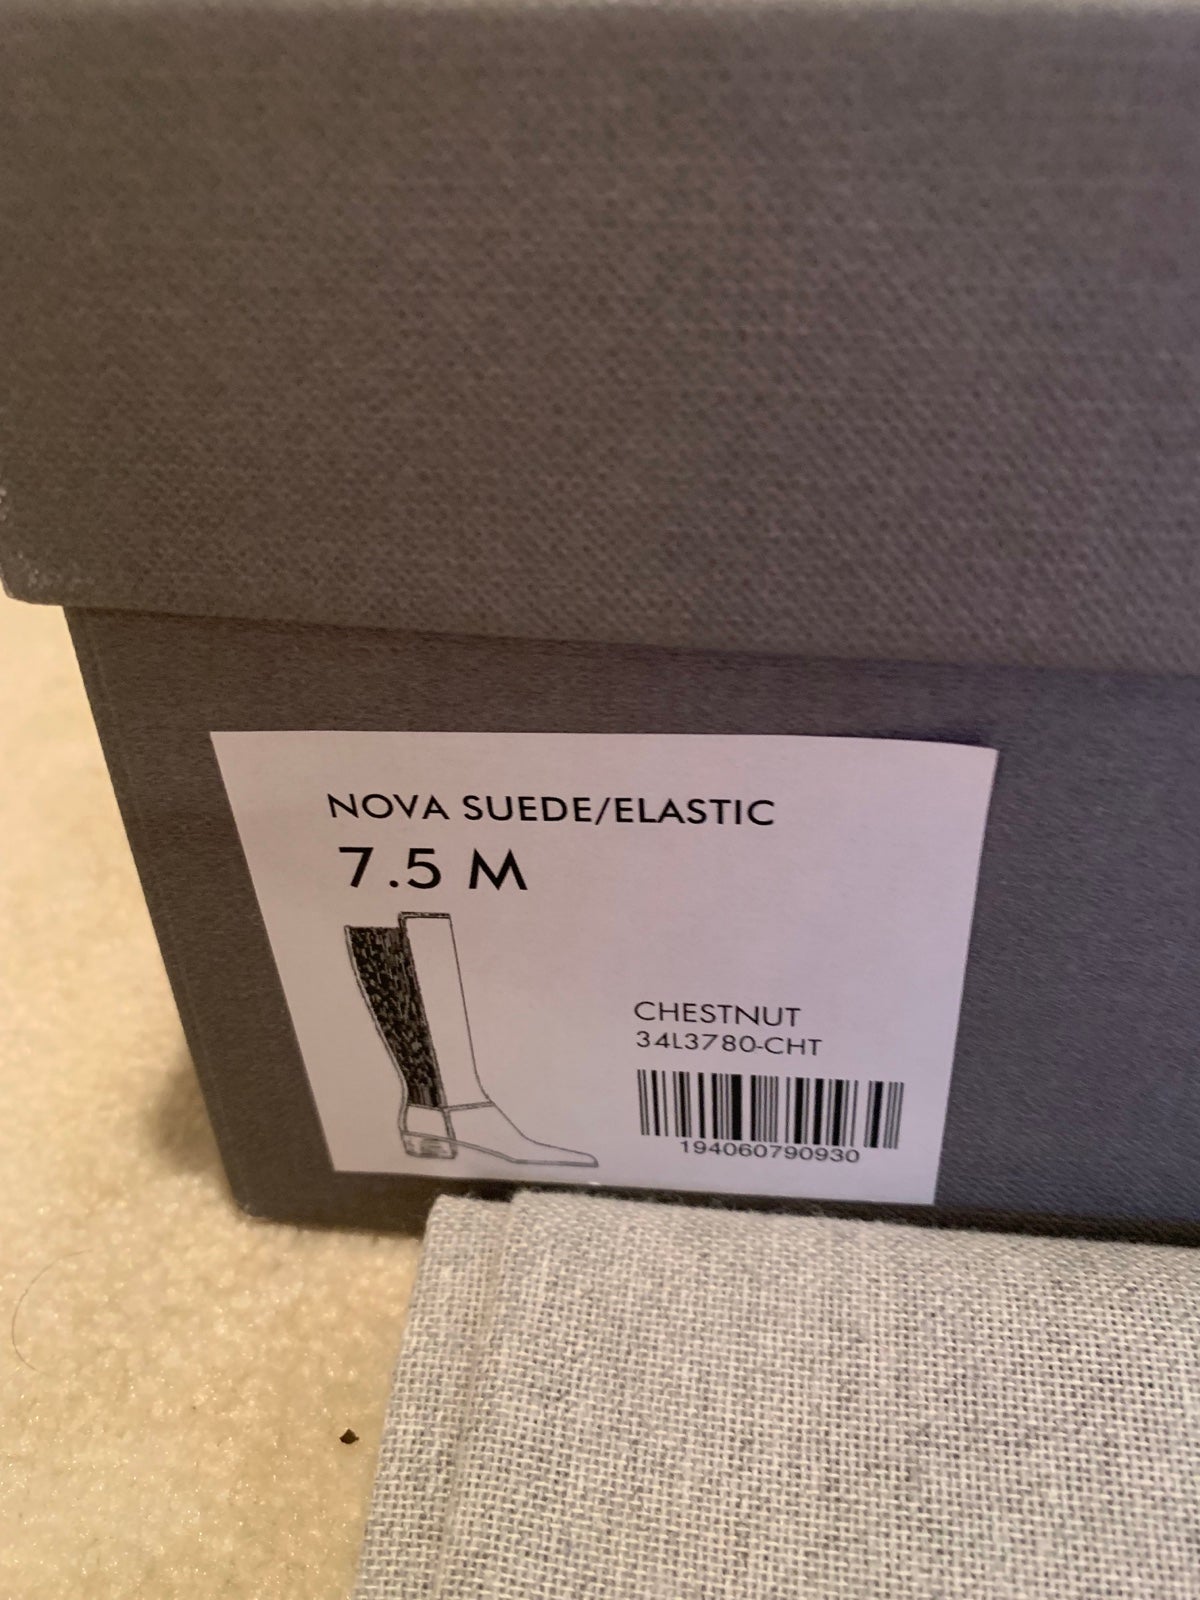 NOVA SUEDE/ELASTIC
7.5 M
CHESTNUT
34L3780-CHT
194060790930